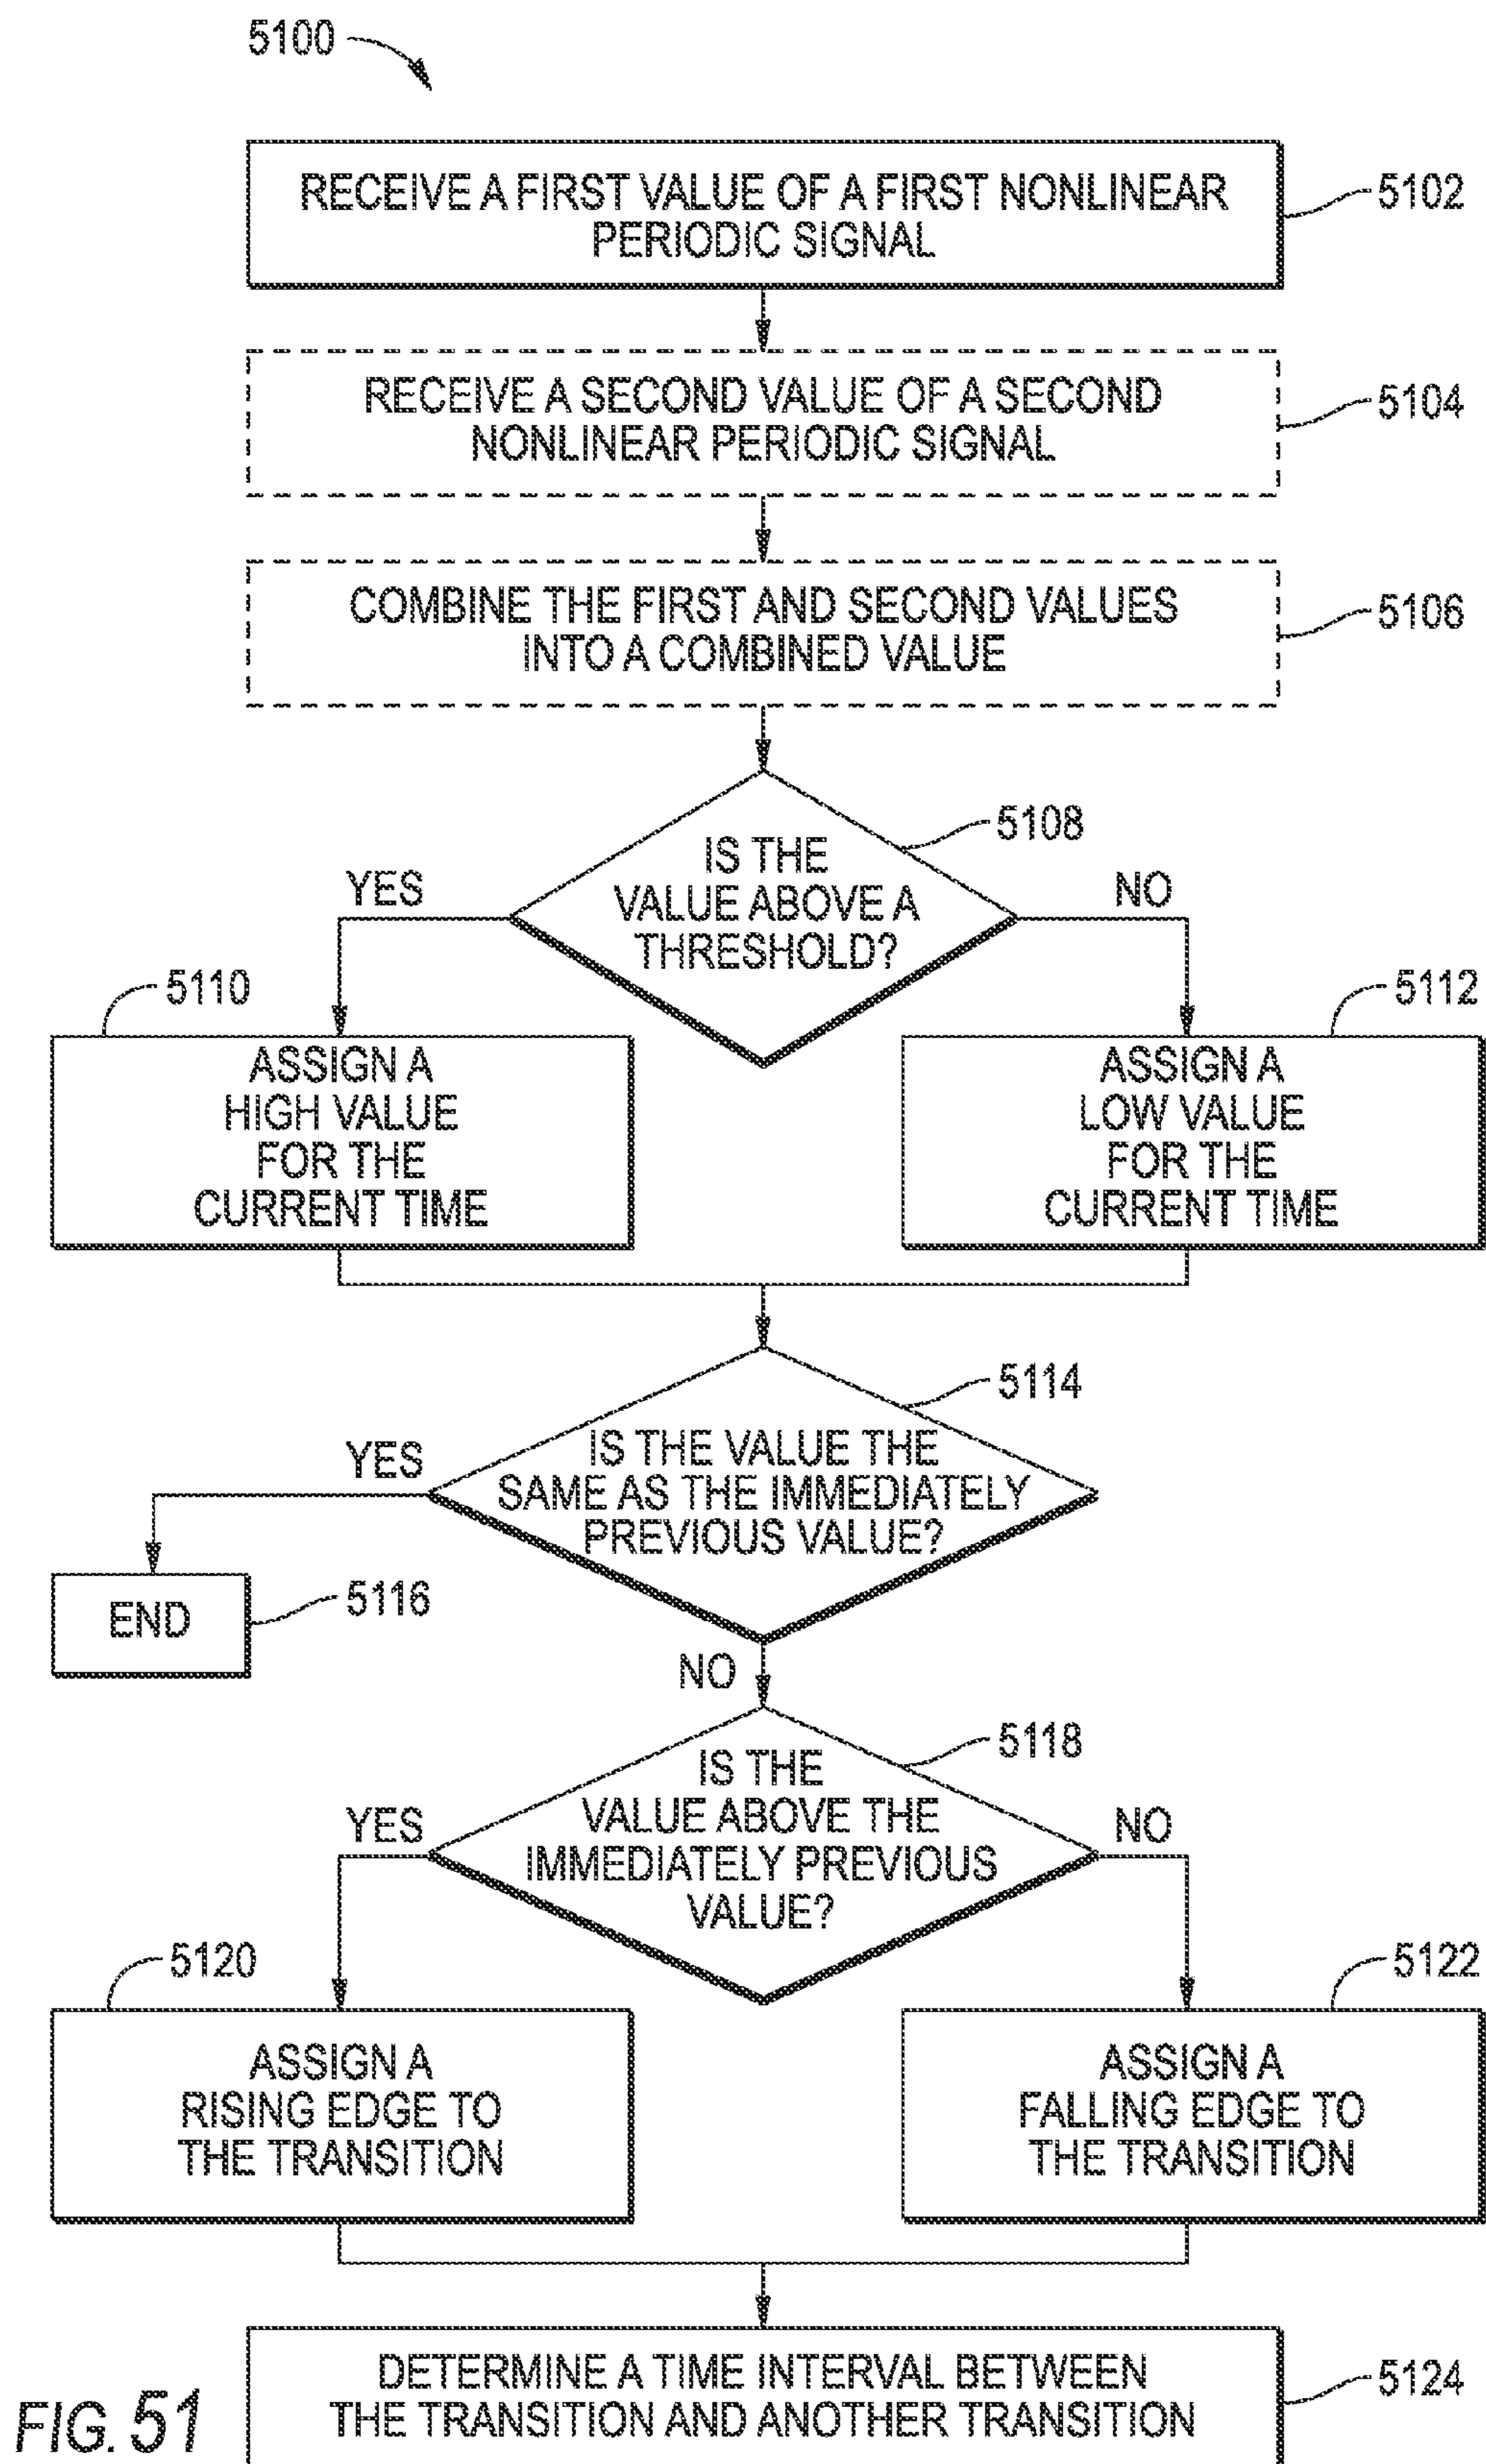 5100
RECEIVE A FIRST VALUE OF A FIRST NONLINEAR
PERIODIC SIGNAL
5102
RECEIVE A SECOND VALUE OF A SECOND
NONLINEAR PERIODIC SIGNAL
5104
COMBINE THE FIRST AND SECOND VALUES
INTO A COMBINED VALUE
5106
IS THE
VALUE ABOVE A
THRESHOLD?
5108
YES
NO
5110
ASSIGN A
HIGH VALUE
FOR THE
CURRENT TIME
5112
ASSIGN A
LOW VALUE
FOR THE
CURRENT TIME
5114
IS THE VALUE THE
SAME AS THE IMMEDIATELY
PREVIOUS VALUE?
YES
END
5116
NO
5118
IS THE
VALUE ABOVE THE
IMMEDIATELY PREVIOUS
VALUE?
YES
NO
5120
ASSIGN A
RISING EDGE TO
THE TRANSITION
5122
ASSIGN A
FALLING EDGE TO
THE TRANSITION
DETERMINE A TIME INTERVAL BETWEEN
THE TRANSITION AND ANOTHER TRANSITION
5124
FIG. 51